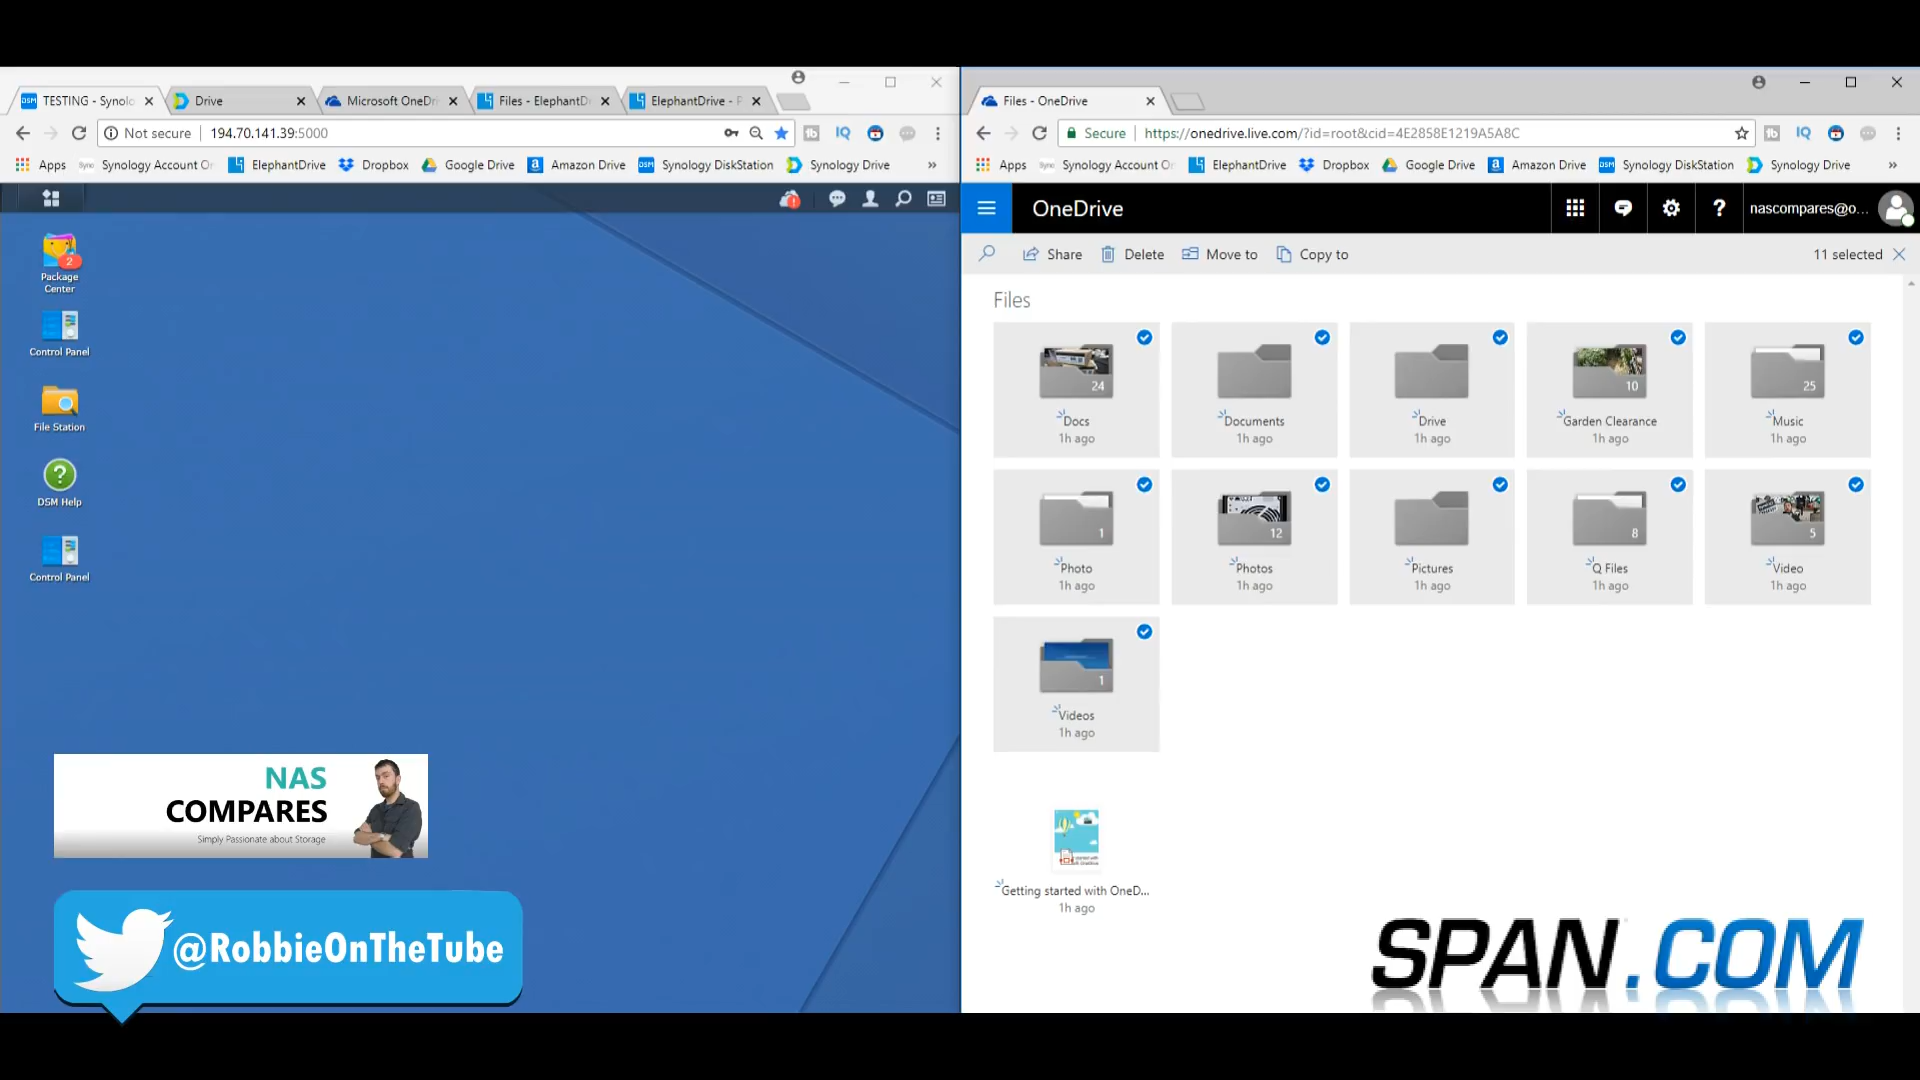 TESTING - Synolo
Drive
Microsoft OneDri
Files - ElephantD
ElephantDrive - P
Not secure
194.70.141.39:5000
Apps
Synology Account Or
ElephantDrive
Dropbox
Google Drive
Amazon Drive
Synology DiskStation
Synology Drive
»
Package
Center
2
Control Panel
File Station
DSM Help
Control Panel
NAS
COMPARES
Simply Passionate about Storage
@RobbieOnTheTube
Files - OneDrive
Secure
https://onedrive.live.com/?id=root&cid=4E2858E1219A5A8C
Apps
Synology Account Or
ElephantDrive
Dropbox
Google Drive
Amazon Drive
Synology DiskStation
Synology Drive
»
OneDrive
nascompares@o...
Share
Delete
Move to
Copy to
11 selected
Files
24
Docs
1h ago
Documents
1h ago
Drive
1h ago
10
Garden Clearance
1h ago
25
Music
1h ago
1
Photo
1h ago
12
Photos
1h ago
Pictures
1h ago
8
Q Files
1h ago
5
Video
1h ago
1
Videos
1h ago
Getting started with OneD...
1h ago
SPAN.COM